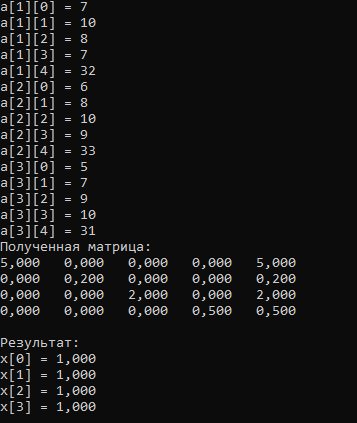 a[1][0] = 7
a[1][1] = 10
a[1][2] = 8
a[1][3] = 7
a[1][4] = 32
a[2][0] = 6
a[2][1] = 8
a[2][2] = 10
a[2][3] = 9
a[2][4] = 33
a[3][0] = 5
a[3][1] = 7
a[3][2] = 9
a[3][3] = 10
a[3][4] = 31
Полученная матрица:
5,000 0,000 0,000 0,000 5,000
0,000 0,200 0,000 0,000 0,200
0,000 0,000 2,000 0,000 2,000
0,000 0,000 0,000 0,500 0,500
Результат:
x[0] = 1,000
x[1] = 1,000
x[2] = 1,000
x[3] = 1,000